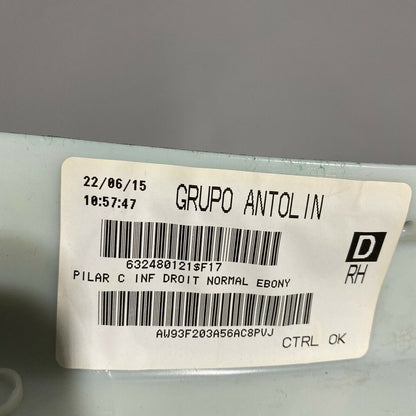 22/06/15
10:57:47
GRUPO ANTOLIN
632480121$F17
D
RH
PILAR C INF DROIT NORMAL EBONY
AW93F203A56AC8PVJ
CTRL OK